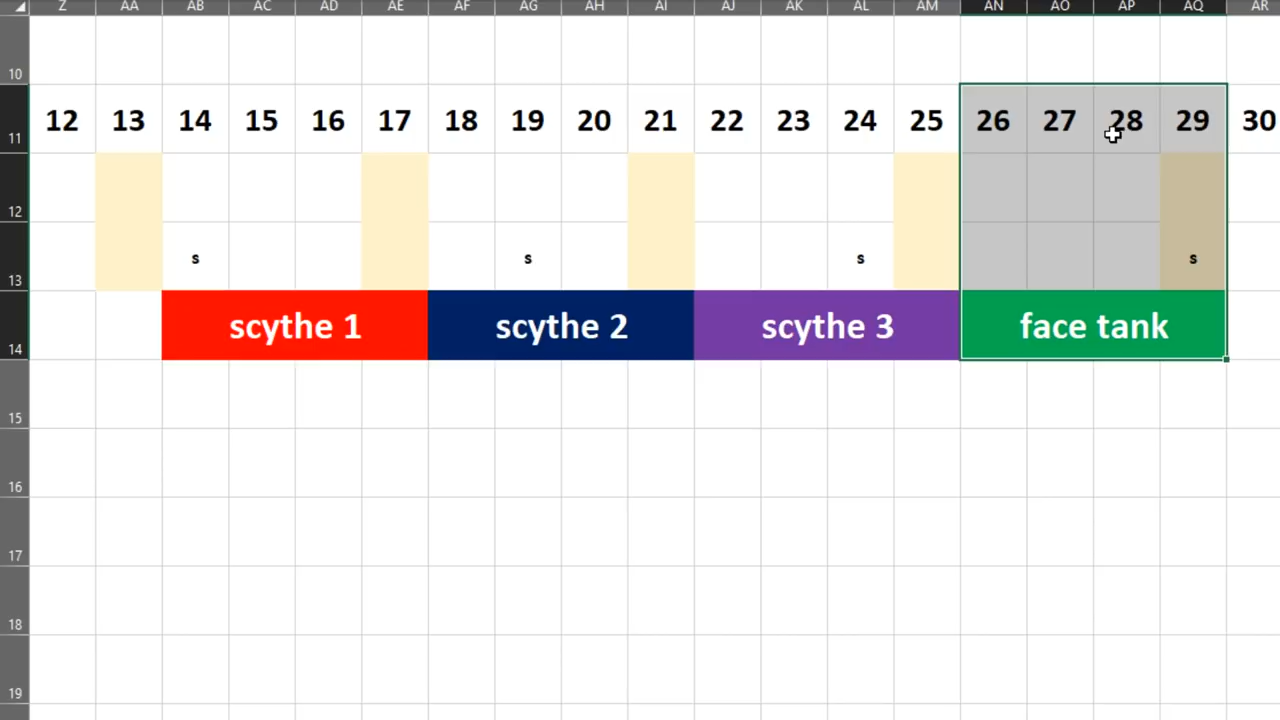 Z AA AB AC AD AE AF AG AH AI AJ AK AL AM AN AO AP AQ AR
10
11 12 13 14 15 16 17 18 19 20 21 22 23 24 25 26 27 28 29 30
12
13 s s s s
14 scythe 1 scythe 2 scythe 3 face tank
15
16
17
18
19